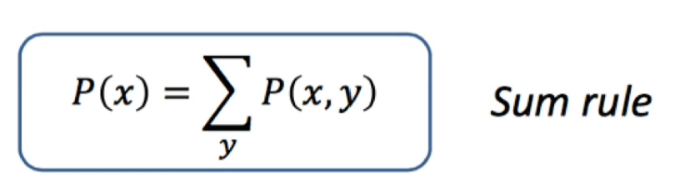 P(x) = ∑_y P(x,y)
Sum rule